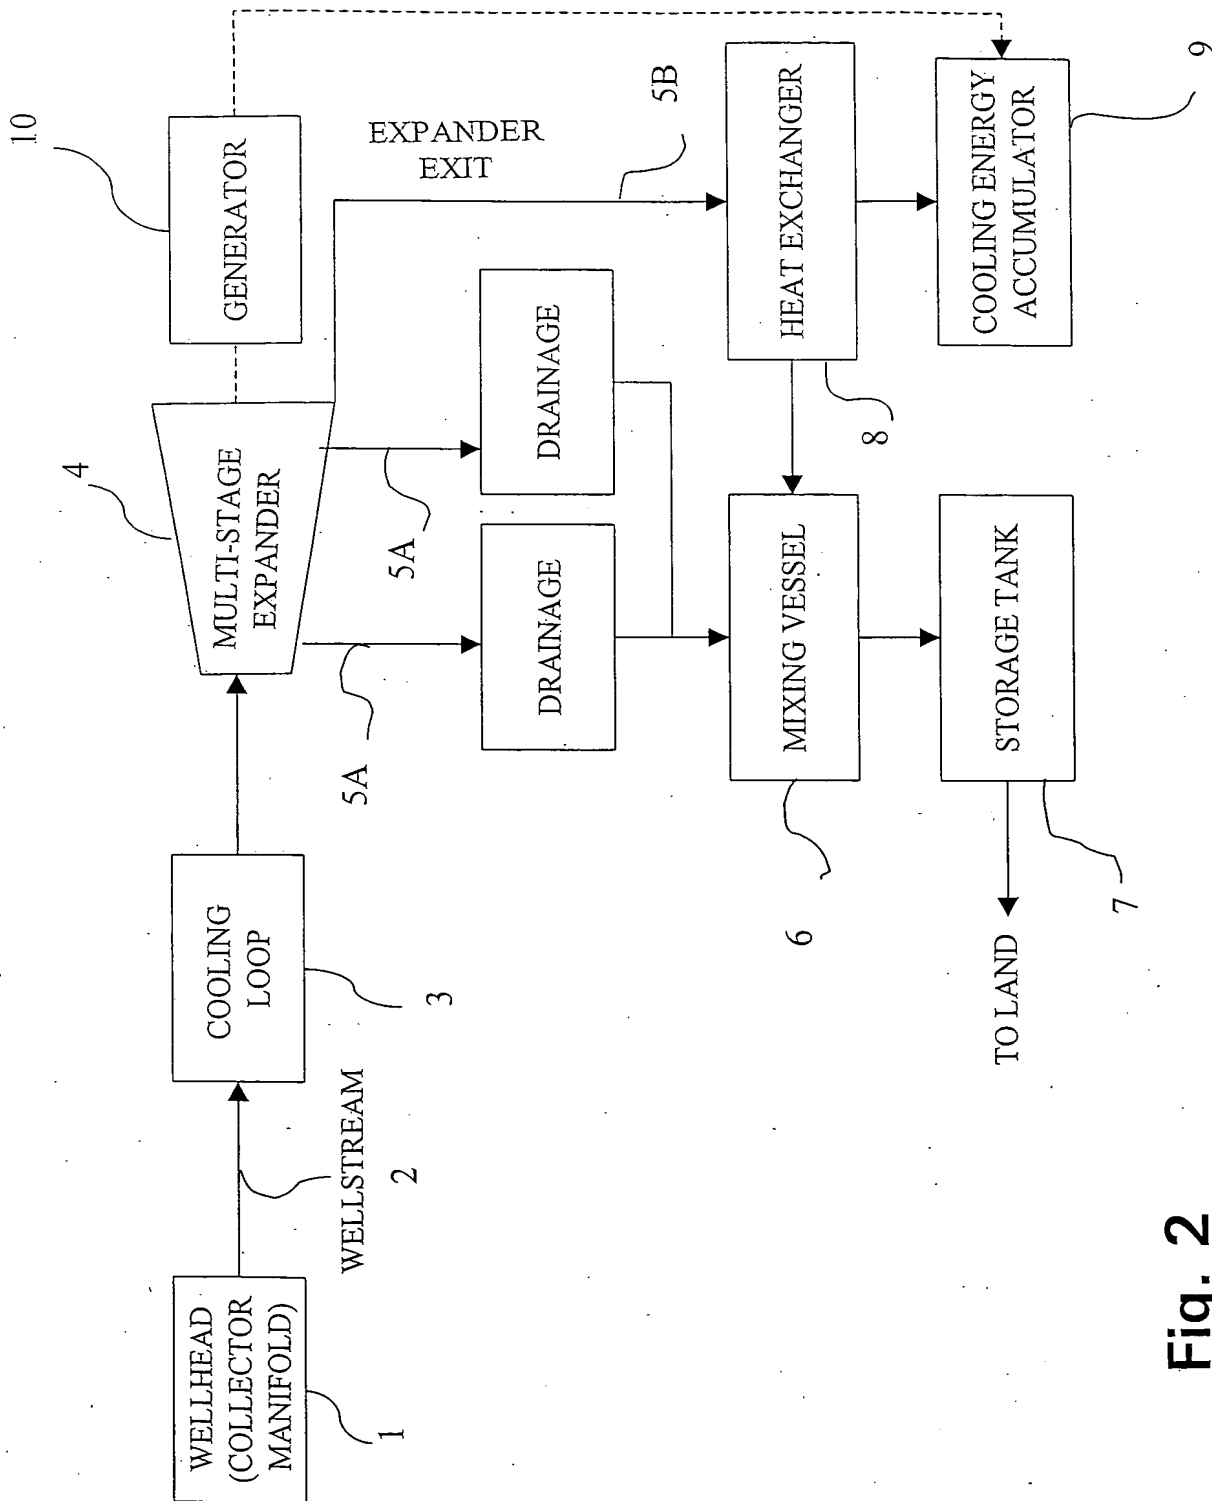 10
GENERATOR
EXPANDER
EXIT
5B
HEAT EXCHANGER
8
COOLING ENERGY
ACCUMULATOR
9
4
MULTI-STAGE
EXPANDER
5A
DRAINAGE
5A
DRAINAGE
MIXING VESSEL
6
STORAGE TANK
7
TO LAND
COOLING
LOOP
3
WELLSTREAM
2
WELLHEAD
(COLLECTOR
MANIFOLD)
1
Fig. 2